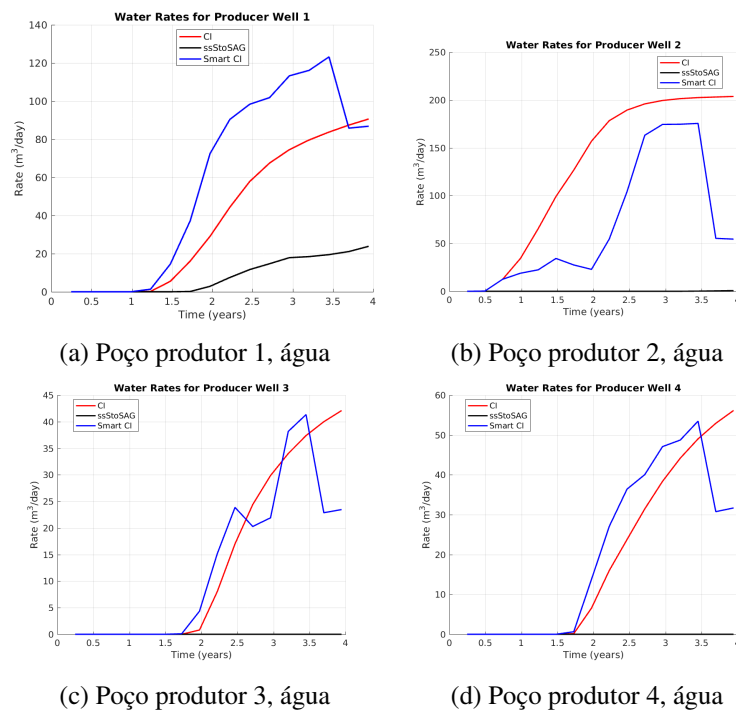 Water Rates for Producer Well 1
140
120
100
80
60
40
20
0
Rate (m³/day)
CI
ssStoSAG
Smart CI
0 0.5 1 1.5 2 2.5 3 3.5 4
Time (years)
(a) Poço produtor 1, água
Water Rates for Producer Well 2
250
200
150
100
50
0
Rate (m³/day)
CI
ssStoSAG
Smart CI
0 0.5 1 1.5 2 2.5 3 3.5 4
Time (years)
(b) Poço produtor 2, água
Water Rates for Producer Well 3
45
40
35
30
25
20
15
10
5
0
Rate (m³/day)
CI
ssStoSAG
Smart CI
0 0.5 1 1.5 2 2.5 3 3.5 4
Time (years)
(c) Poço produtor 3, água
Water Rates for Producer Well 4
60
50
40
30
20
10
0
Rate (m³/day)
CI
ssStoSAG
Smart CI
0 0.5 1 1.5 2 2.5 3 3.5 4
Time (years)
(d) Poço produtor 4, água